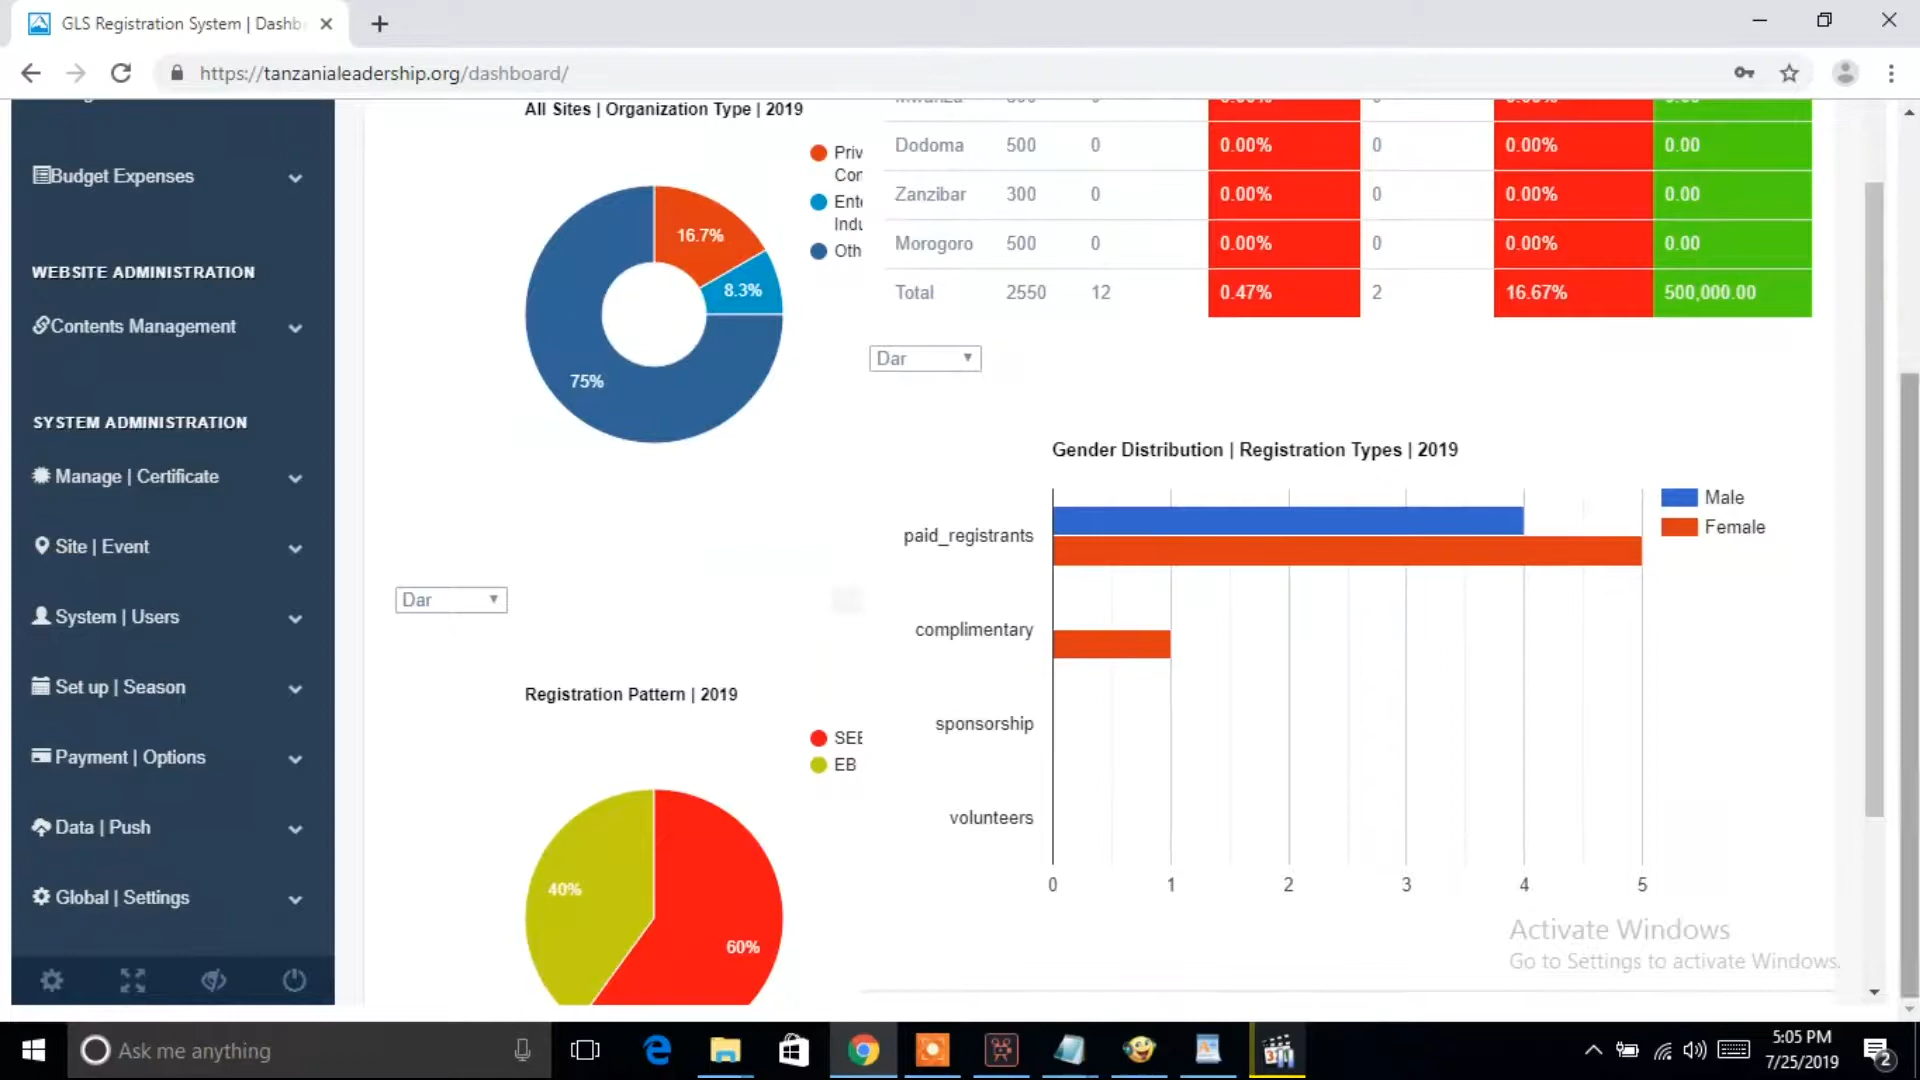 GLS Registration System | Dashb
https://tanzanialeadership.org/dashboard/
Budget Expenses
WEBSITE ADMINISTRATION
Contents Management
SYSTEM ADMINISTRATION
Manage | Certificate
Site | Event
System | Users
Set up | Season
Payment | Options
Data | Push
Global | Settings
All Sites | Organization Type | 2019
Priv
Cor
Ente
Indu
Oth
16.7%
8.3%
75%
Dar
Registration Pattern | 2019
SEE
EB
40%
60%
Dodoma 500 0 0.00% 0 0.00% 0.00
Zanzibar 300 0 0.00% 0 0.00% 0.00
Morogoro 500 0 0.00% 0 0.00% 0.00
Total 2550 12 0.47% 2 16.67% 500,000.00
Dar
Gender Distribution | Registration Types | 2019
Male
Female
paid_registrants
complimentary
sponsorship
volunteers
0 1 2 3 4 5
Activate Windows
Go to Settings to activate Windows.
Ask me anything
5:05 PM
7/25/2019
2